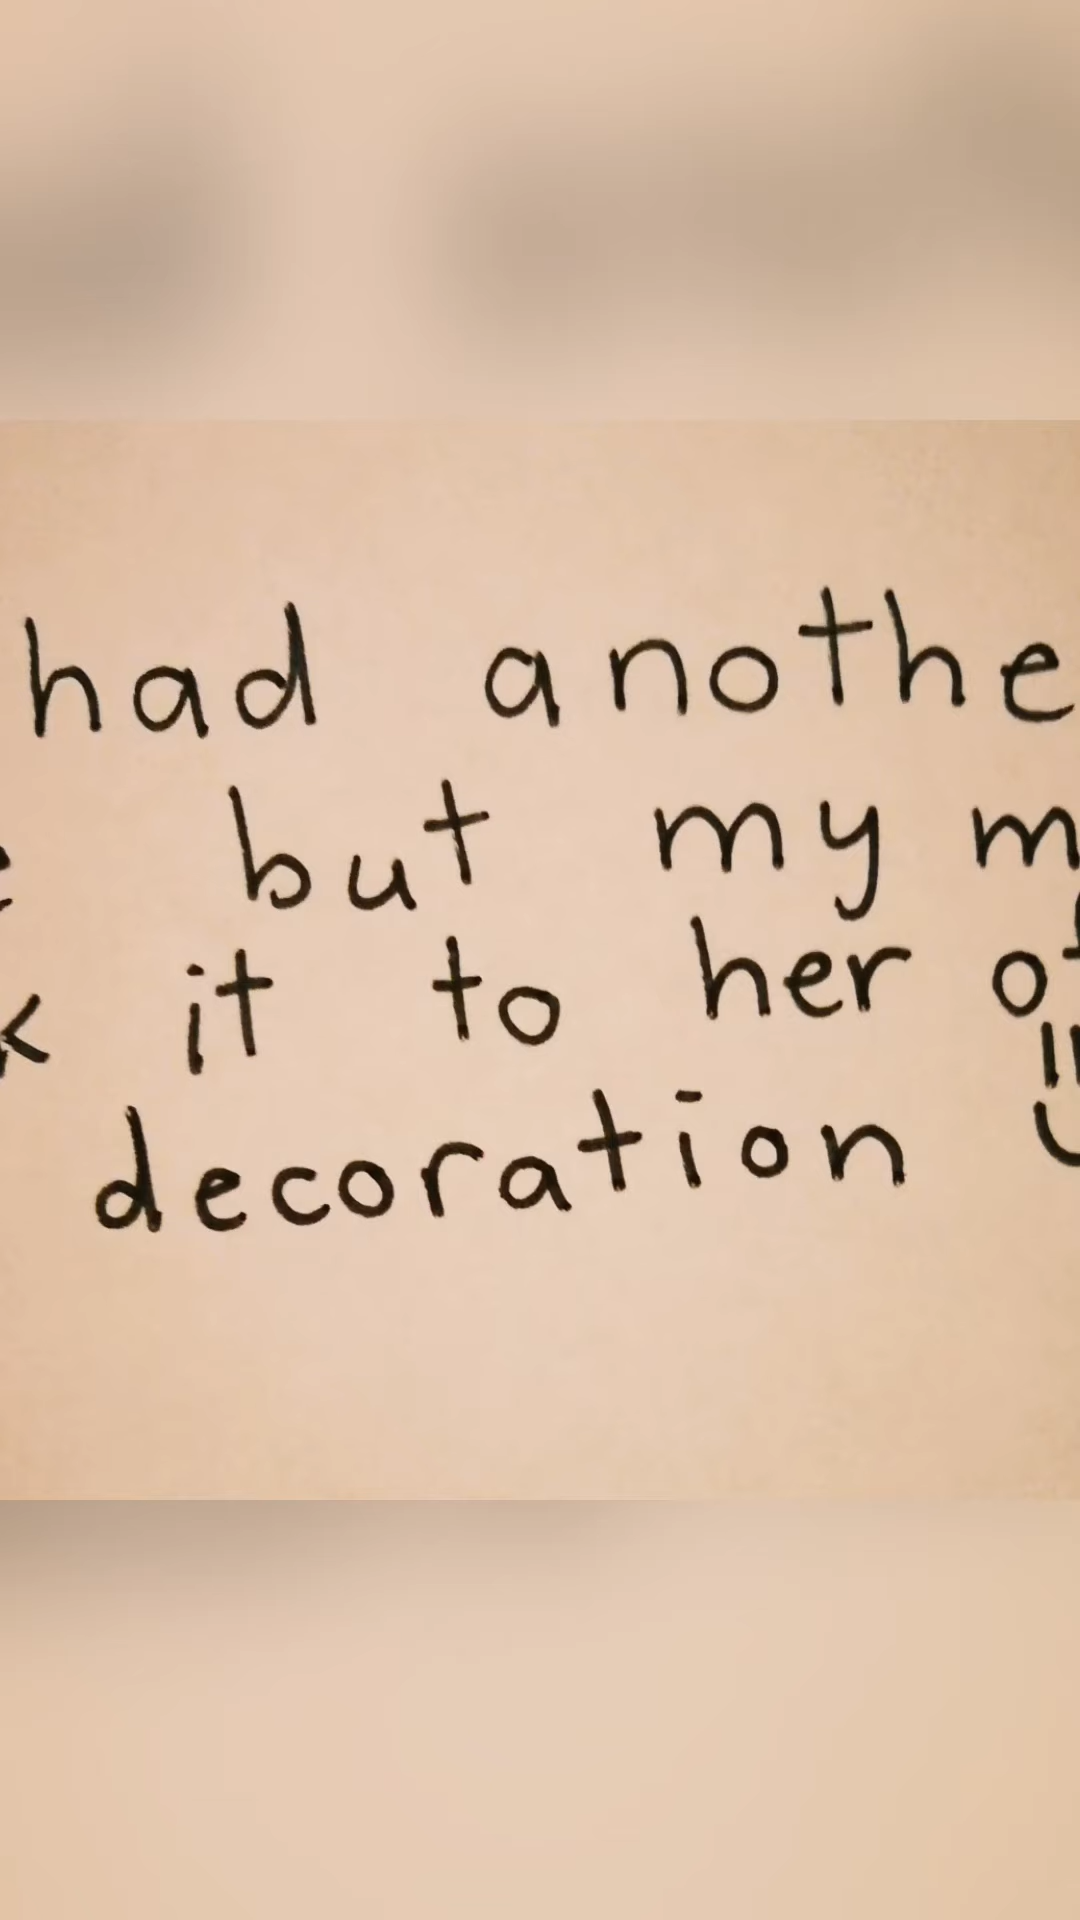 had anothe
but my m
it to her
decoration